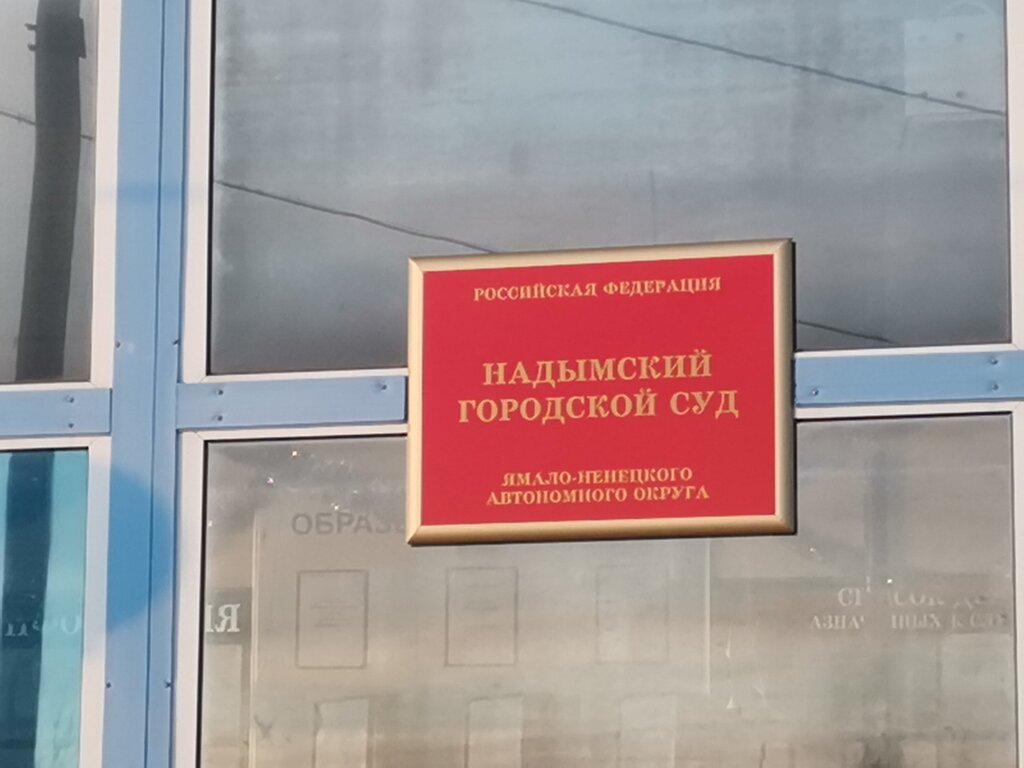 РОССИЙСКАЯ ФЕДЕРАЦИЯ
НАДЫМСКИЙ
ГОРОДСКОЙ СУД
ЯМАЛО-НЕНЕЦКОГО
АВТОНОМНОГО ОКРУГА